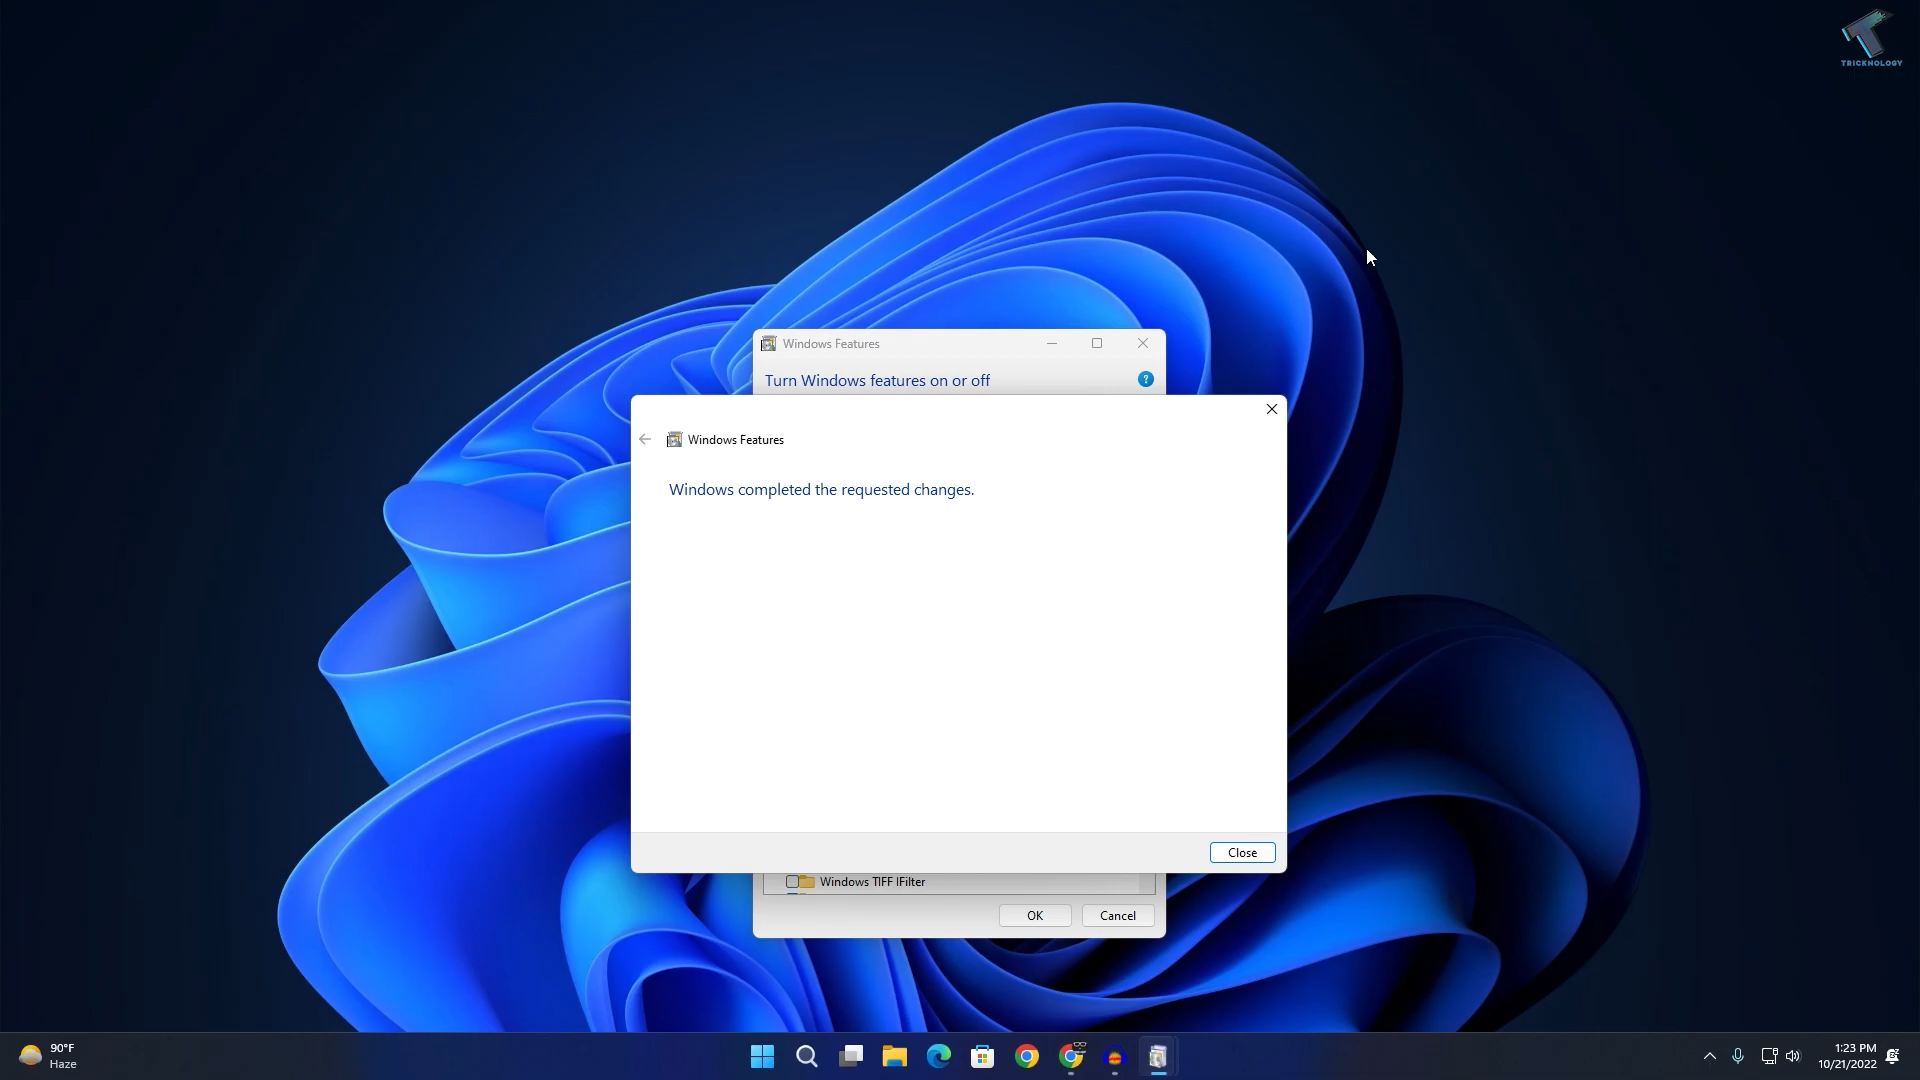 TRICKNOLOGY
Windows Features
Turn Windows features on or off
?
Windows Features
Windows completed the requested changes.
Close
Windows TIFF IFilter
OK Cancel
90°F
Haze
1:23 PM
10/21/2022